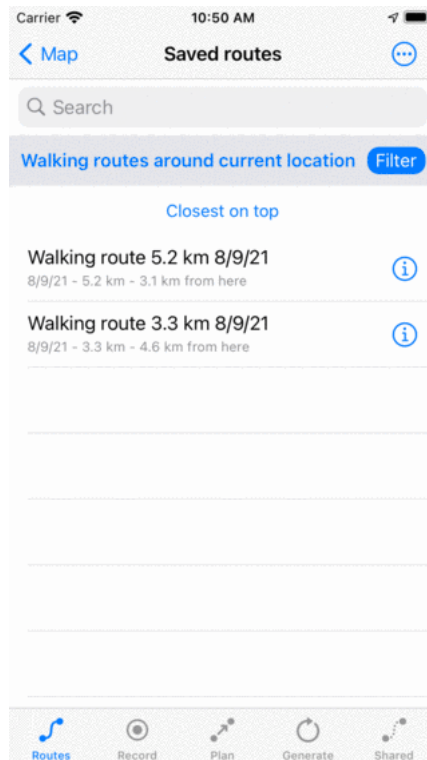 Carrier 10:50 AM
Map Saved routes
Search
Walking routes around current location Filter
Closest on top
Walking route 5.2 km 8/9/21
8/9/21 - 5.2 km - 3.1 km from here
Walking route 3.3 km 8/9/21
8/9/21 - 3.3 km - 4.6 km from here
Routes Record Plan Generate Shared